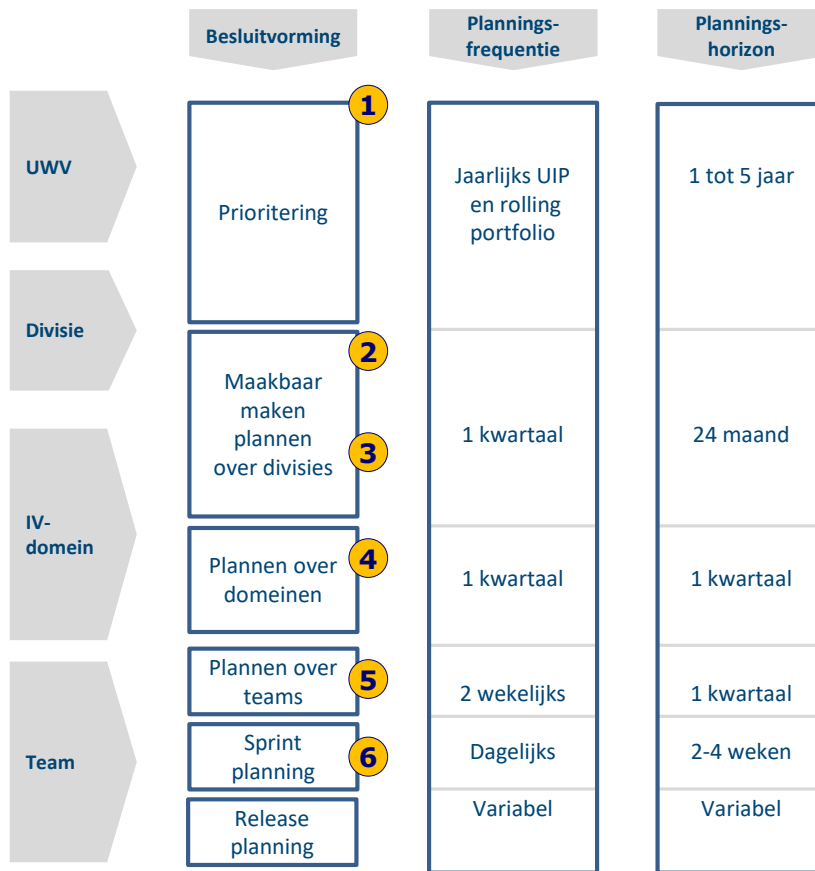 Besluitvorming
Plannings-
frequentie
Plannings-
horizon
UWV
1
Prioritering
Jaarlijks UIP
en rolling
portfolio
1 tot 5 jaar
Divisie
2
Maakbaar
maken
plannen
over divisies
3
1 kwartaal
24 maand
IV-
domein
4
Plannen over
domeinen
1 kwartaal
1 kwartaal
Team
Plannen over
teams
5
2 wekelijks
1 kwartaal
Sprint
planning
6
Dagelijks
2-4 weken
Release
planning
Variabel
Variabel